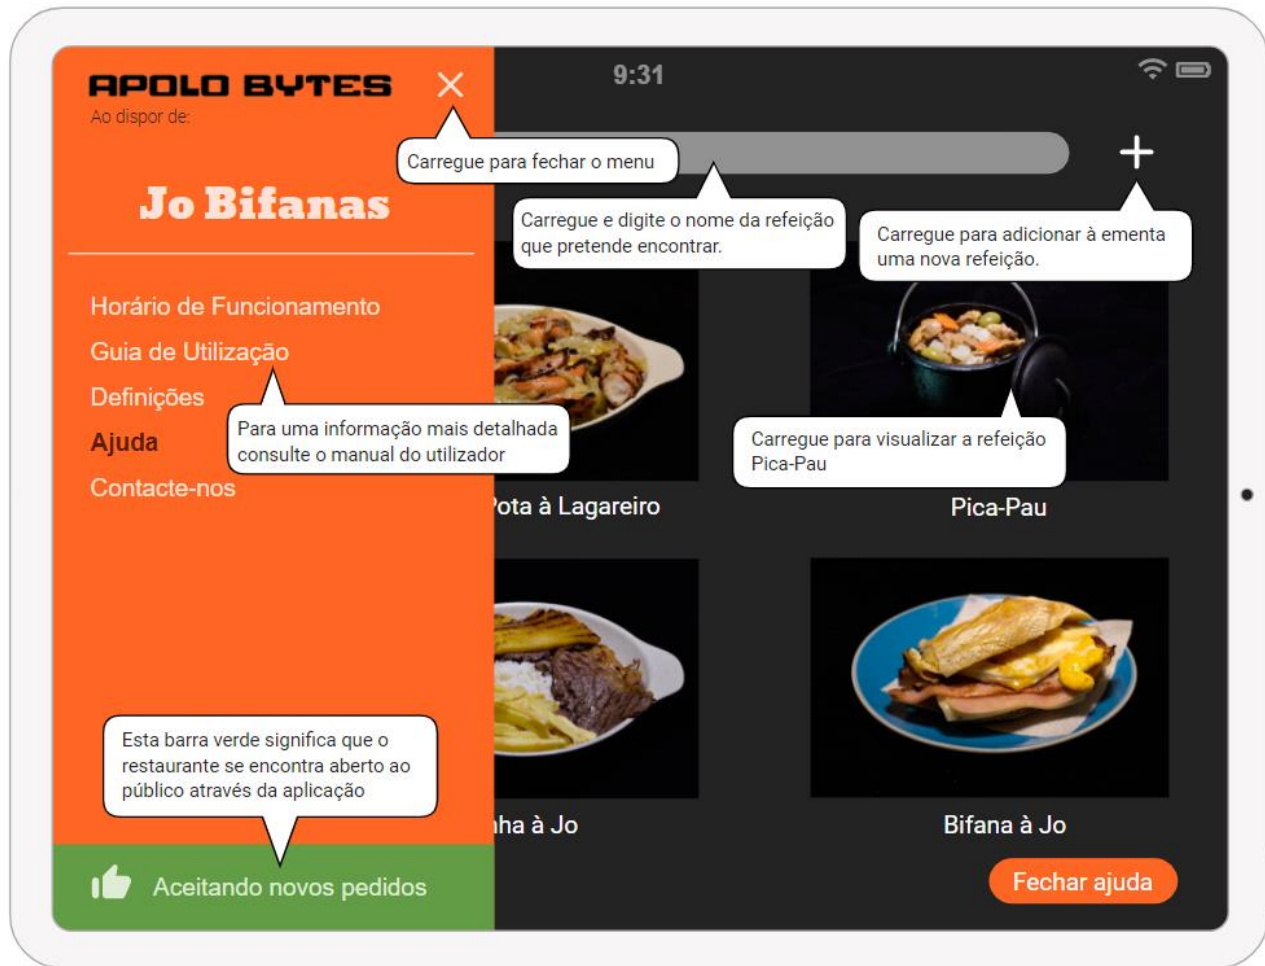 APOLO BYTES
9:31
Ao dispor de:
Carregue para fechar o menu
Jo Bifanas
Carregue e digite o nome da refeição
que pretende encontrar.
Carregue para adicionar à ementa
uma nova refeição.
Horário de Funcionamento
Guia de Utilização
Definições
Para uma informação mais detalhada
consulte o manual do utilizador
Carregue para visualizar a refeição
Pica-Pau
Ajuda
Contacte-nos
Pota à Lagareiro
Pica-Pau
Esta barra verde significa que o
restaurante se encontra aberto ao
público através da aplicação
à Jo
Bifana à Jo
Aceitando novos pedidos
Fechar ajuda